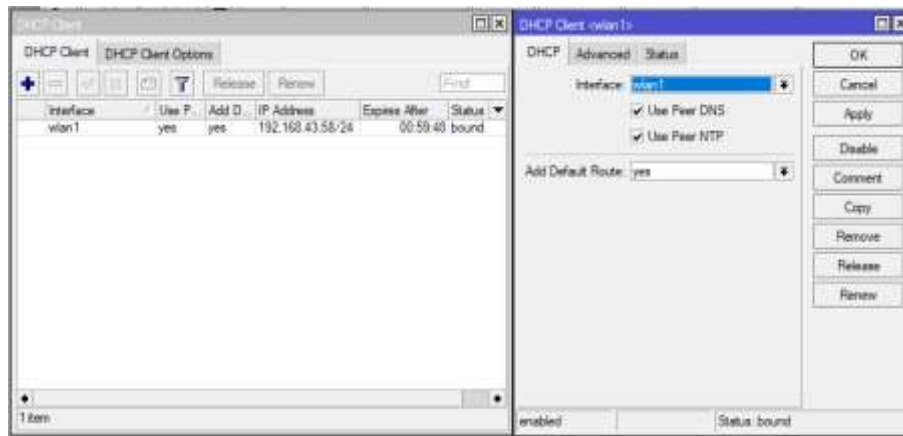 DHCP Client
DHCP Client DHCP Client Options
Release Renew Find
Interface Use P... Add D... IP Address Expires After Status
wlan1 yes yes 192.168.43.58/24 00:59:48 bound
1 item
DHCP Client <wlan1>
DHCP Advanced Status
Interface: wlan1
Use Peer DNS
Use Peer NTP
Add Default Route: yes
OK
Cancel
Apply
Disable
Comment
Copy
Remove
Release
Renew
enabled Status: bound